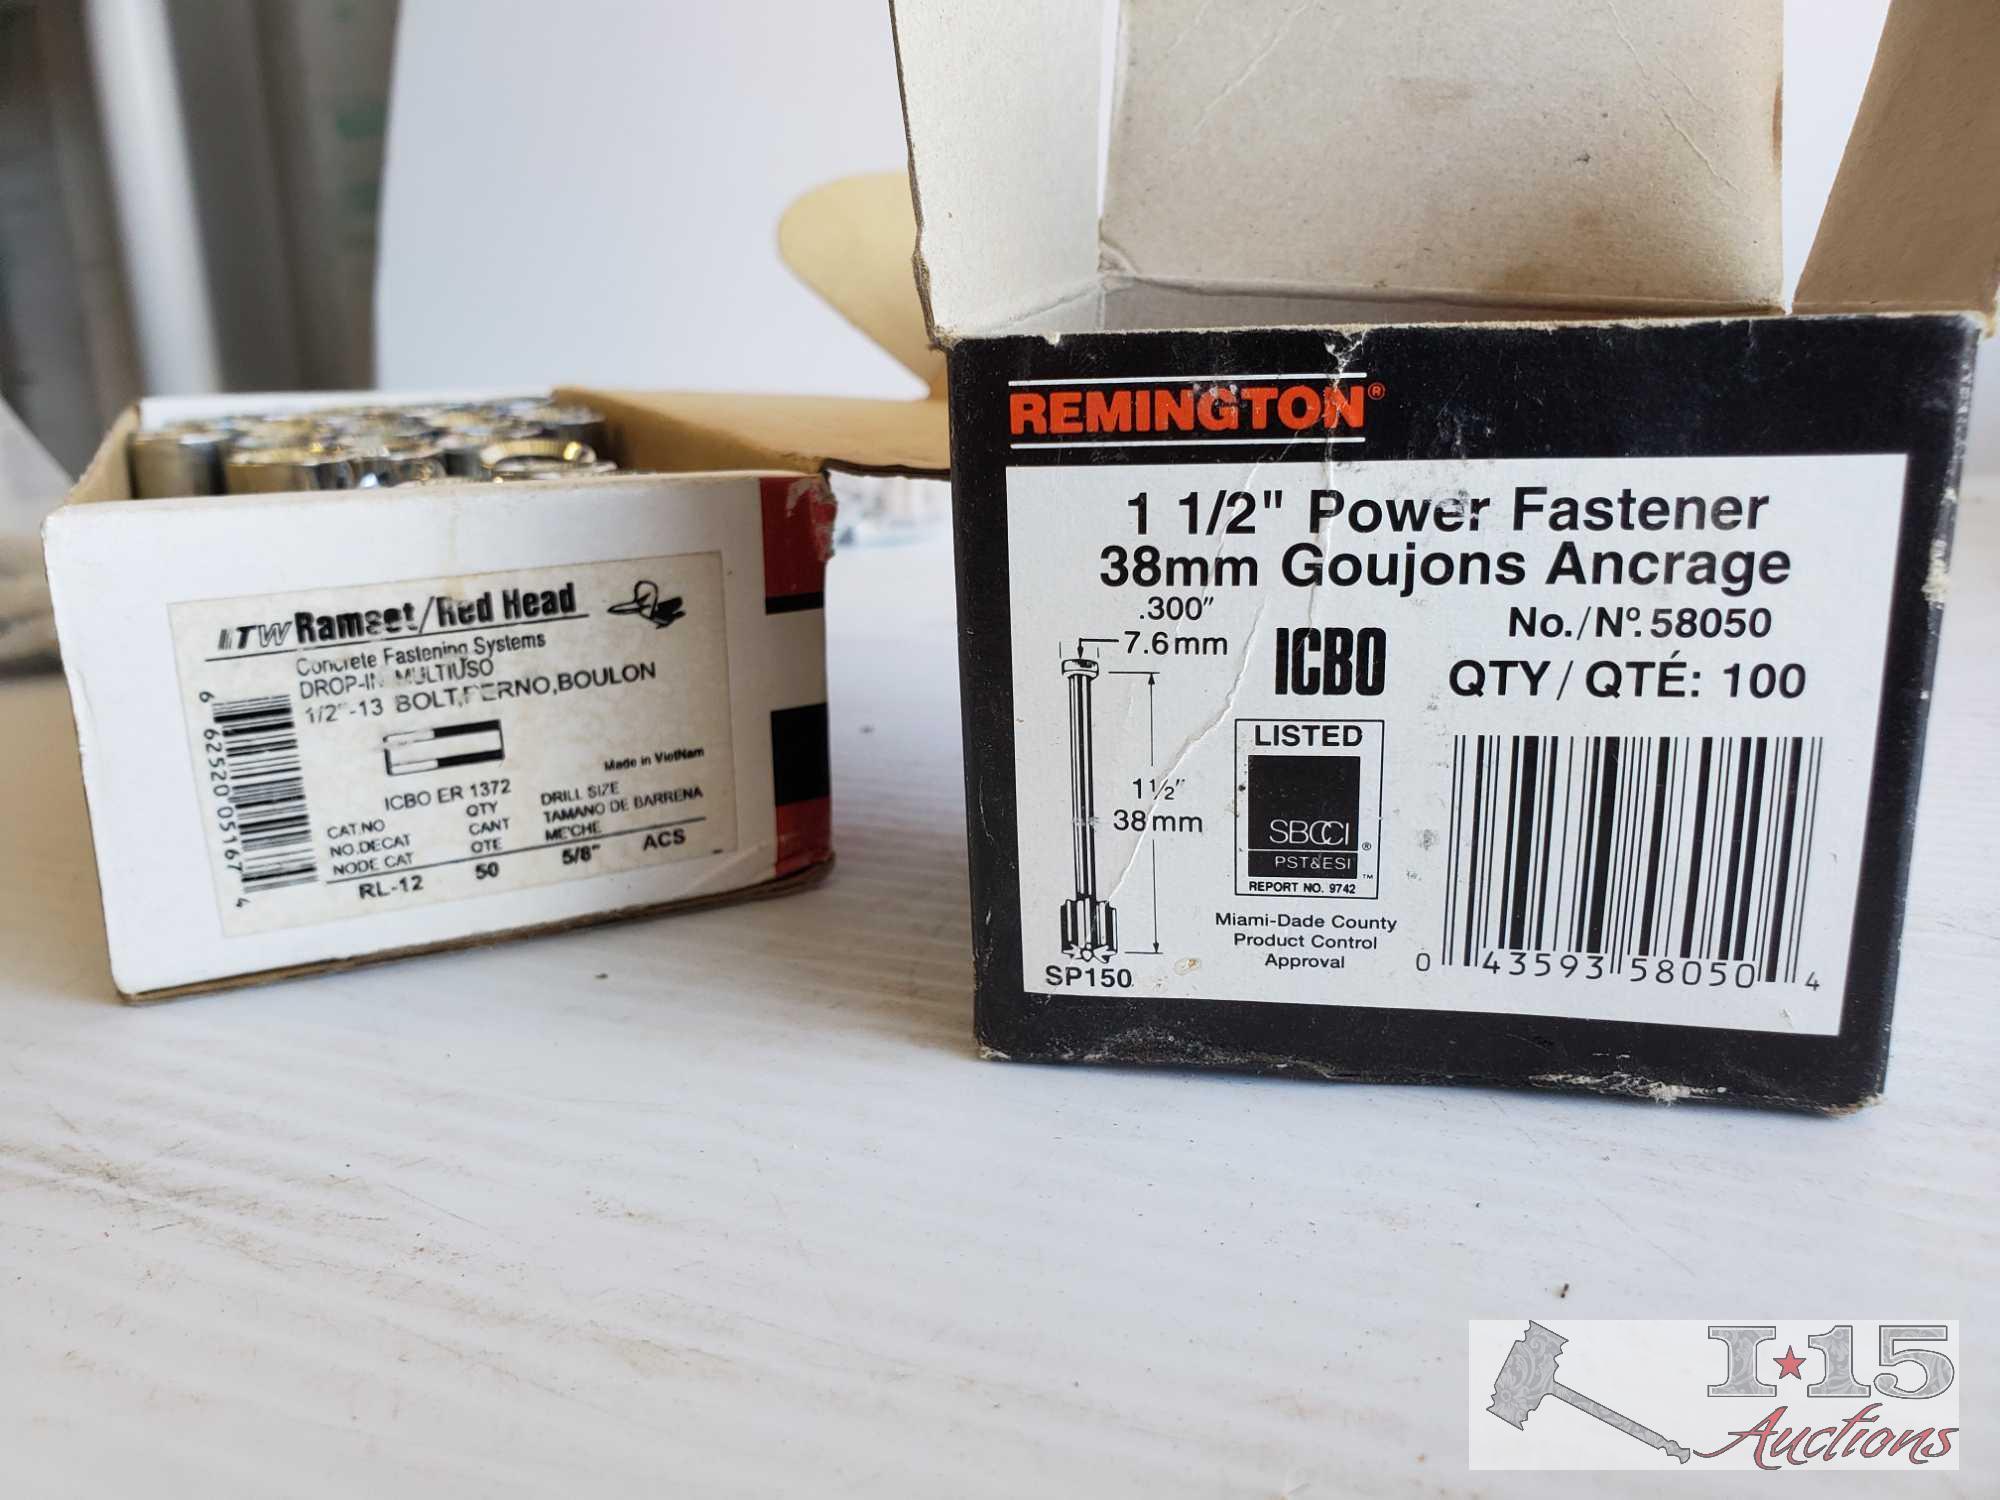 ITW Ramset/Red Head
Concrete Fastening Systems
DROP-IN MULTIUSO
1/2"-13 BOLT,PERNO,BOULON
Made in VietNam
ICBO ER 1372
CAT.NO QTY DRILL SIZE
NO.DECAT CANT TAMANO DE BARRENA
NODE CAT QTE ME'CHE
RL-12 50 5/8" ACS
6 62520 05167 4
REMINGTON®
1 1/2" Power Fastener
38mm Goujons Ancrage
.300"
7.6mm
ICBO
No./Nº. 58050
QTY / QTÉ: 100
1½"
38mm
SP150
LISTED
SBCCI®
PST&ESI™
REPORT NO. 9742
Miami-Dade County
Product Control
Approval
0 43593 58050 4
I-15
Auctions